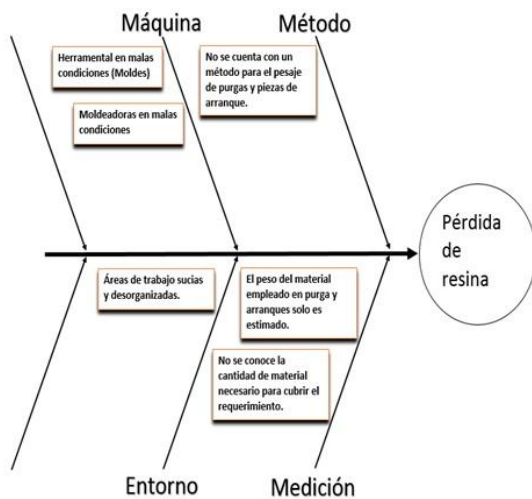 Máquina
Método
Herramental en malas
condiciones (Moldes)
Moldeadoras en malas
condiciones
No se cuenta con un
método para el pesaje
de purgas y piezas de
arranque.
Pérdida
de
resina
Áreas de trabajo sucias
y desorganizadas.
El peso del material
empleado en purga y
arranques solo es
estimado.
No se conoce la
cantidad de material
necesario para cubrir el
requerimiento.
Entorno
Medición